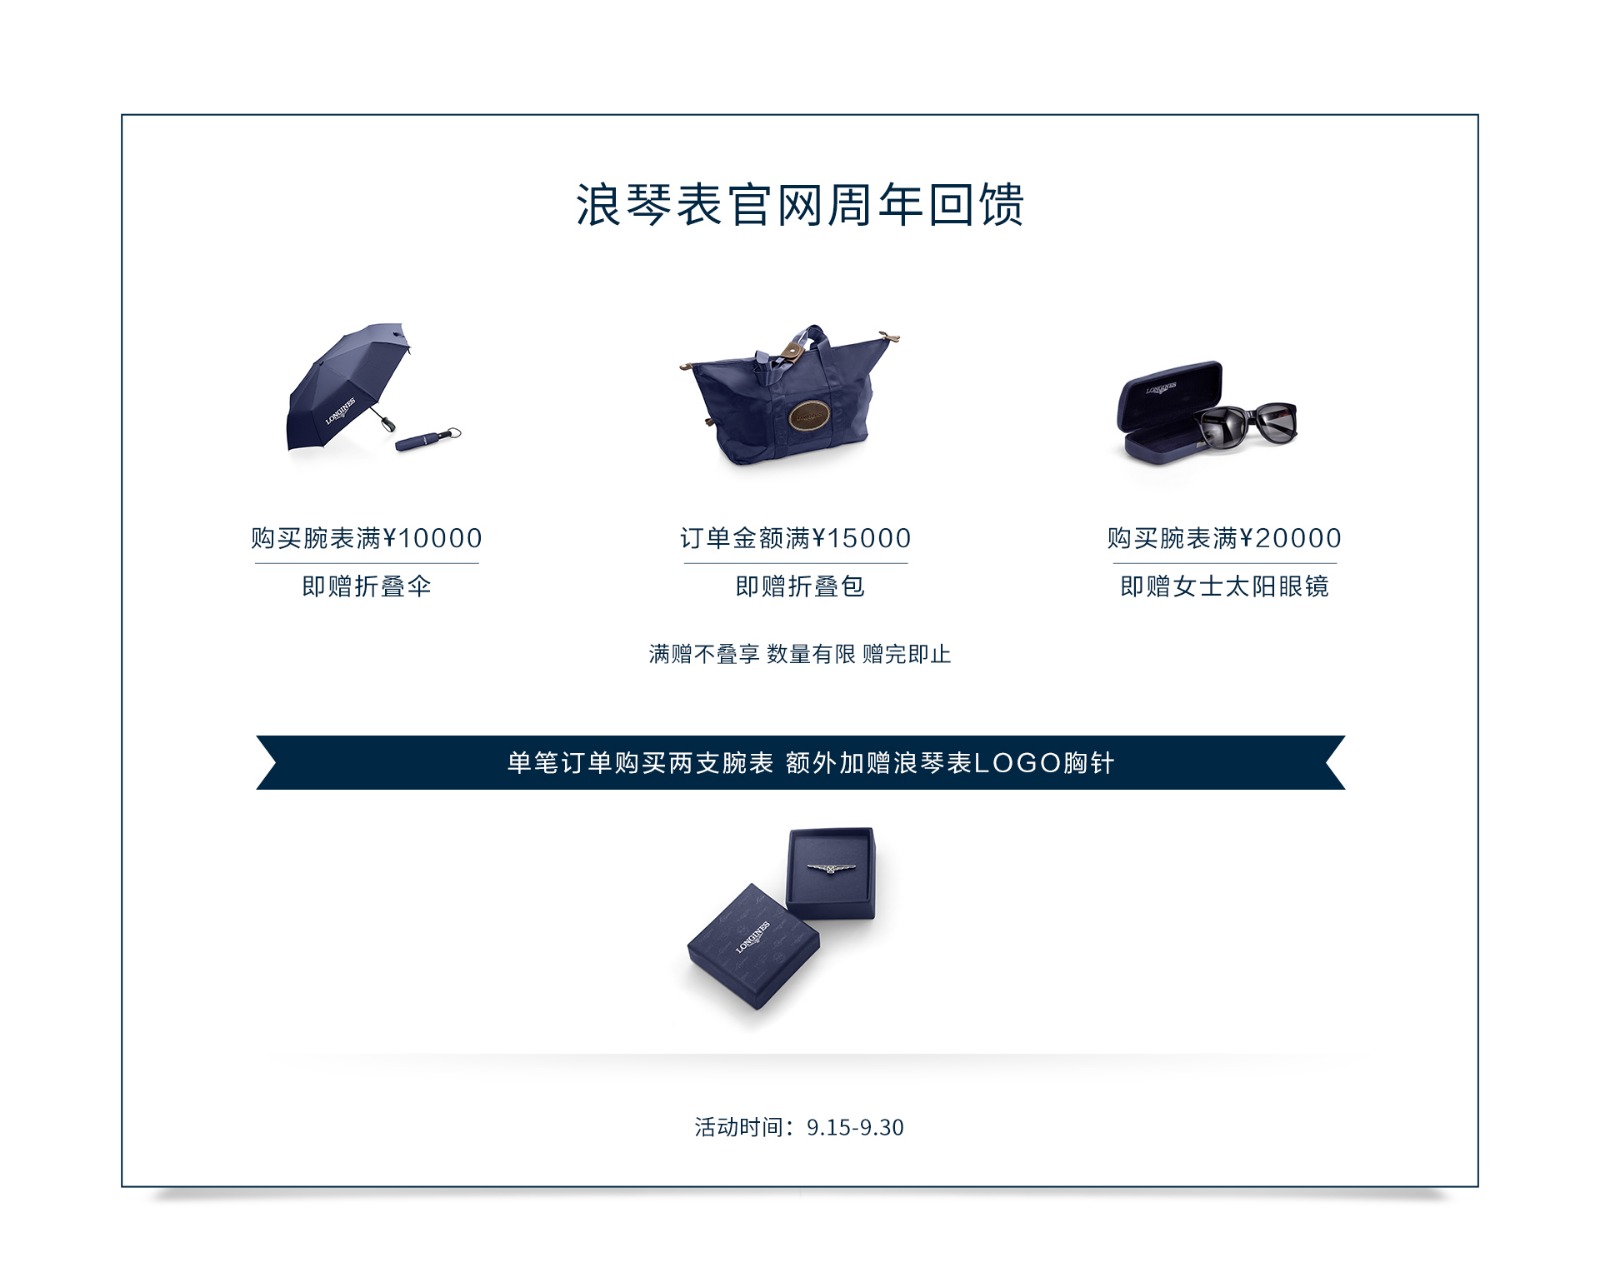 浪琴表官网周年回馈
LONGINES
LONGINES
购买腕表满¥10000
即赠折叠伞
订单金额满¥15000
即赠折叠包
购买腕表满¥20000
即赠女士太阳眼镜
满赠不叠享 数量有限 赠完即止
单笔订单购买两支腕表 额外加赠浪琴表LOGO胸针
LONGINES
活动时间：9.15-9.30